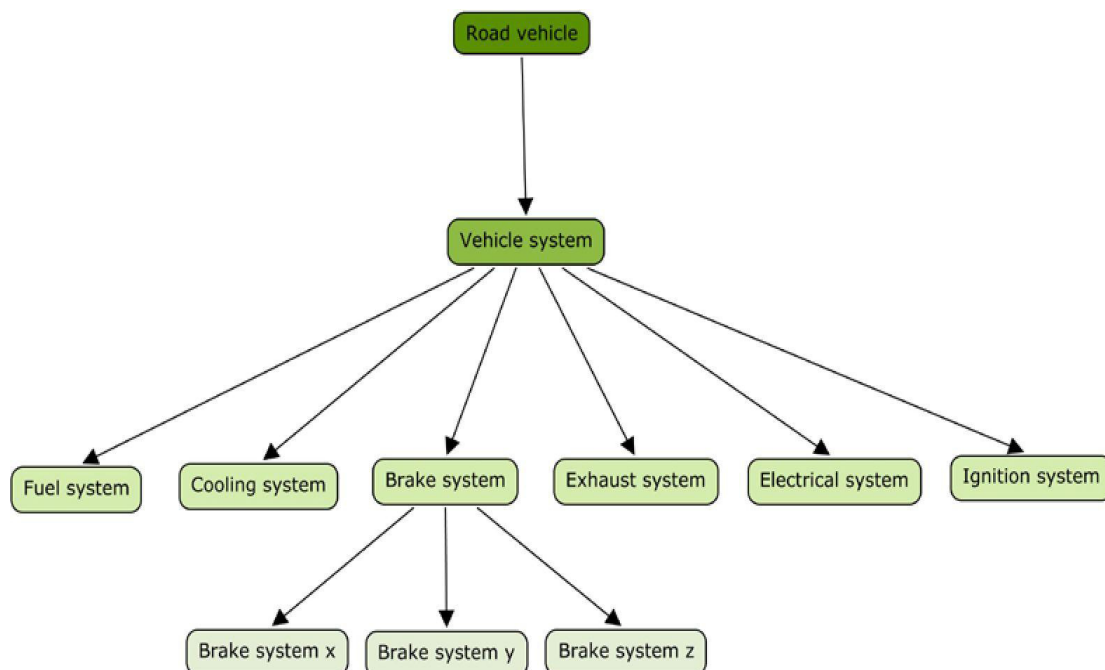 Road vehicle
Vehicle system
Fuel system
Cooling system
Brake system
Exhaust system
Electrical system
Ignition system
Brake system x
Brake system y
Brake system z